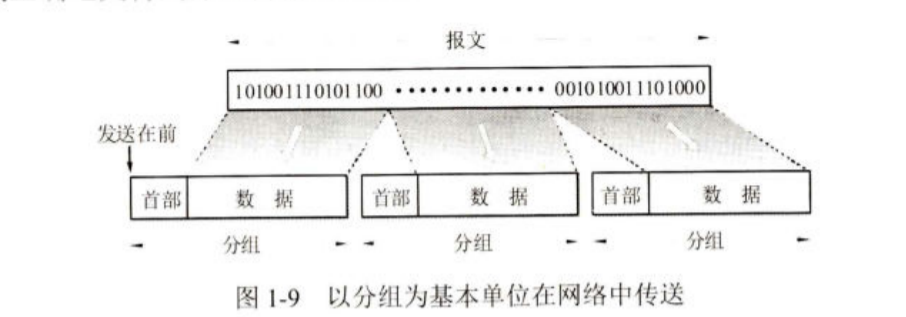 报文
101001110101100 ············· 001010011101000
发送在前
首部 数 据 首部 数 据 首部 数 据
分组 分组 分组
图 1-9 以分组为基本单位在网络中传送